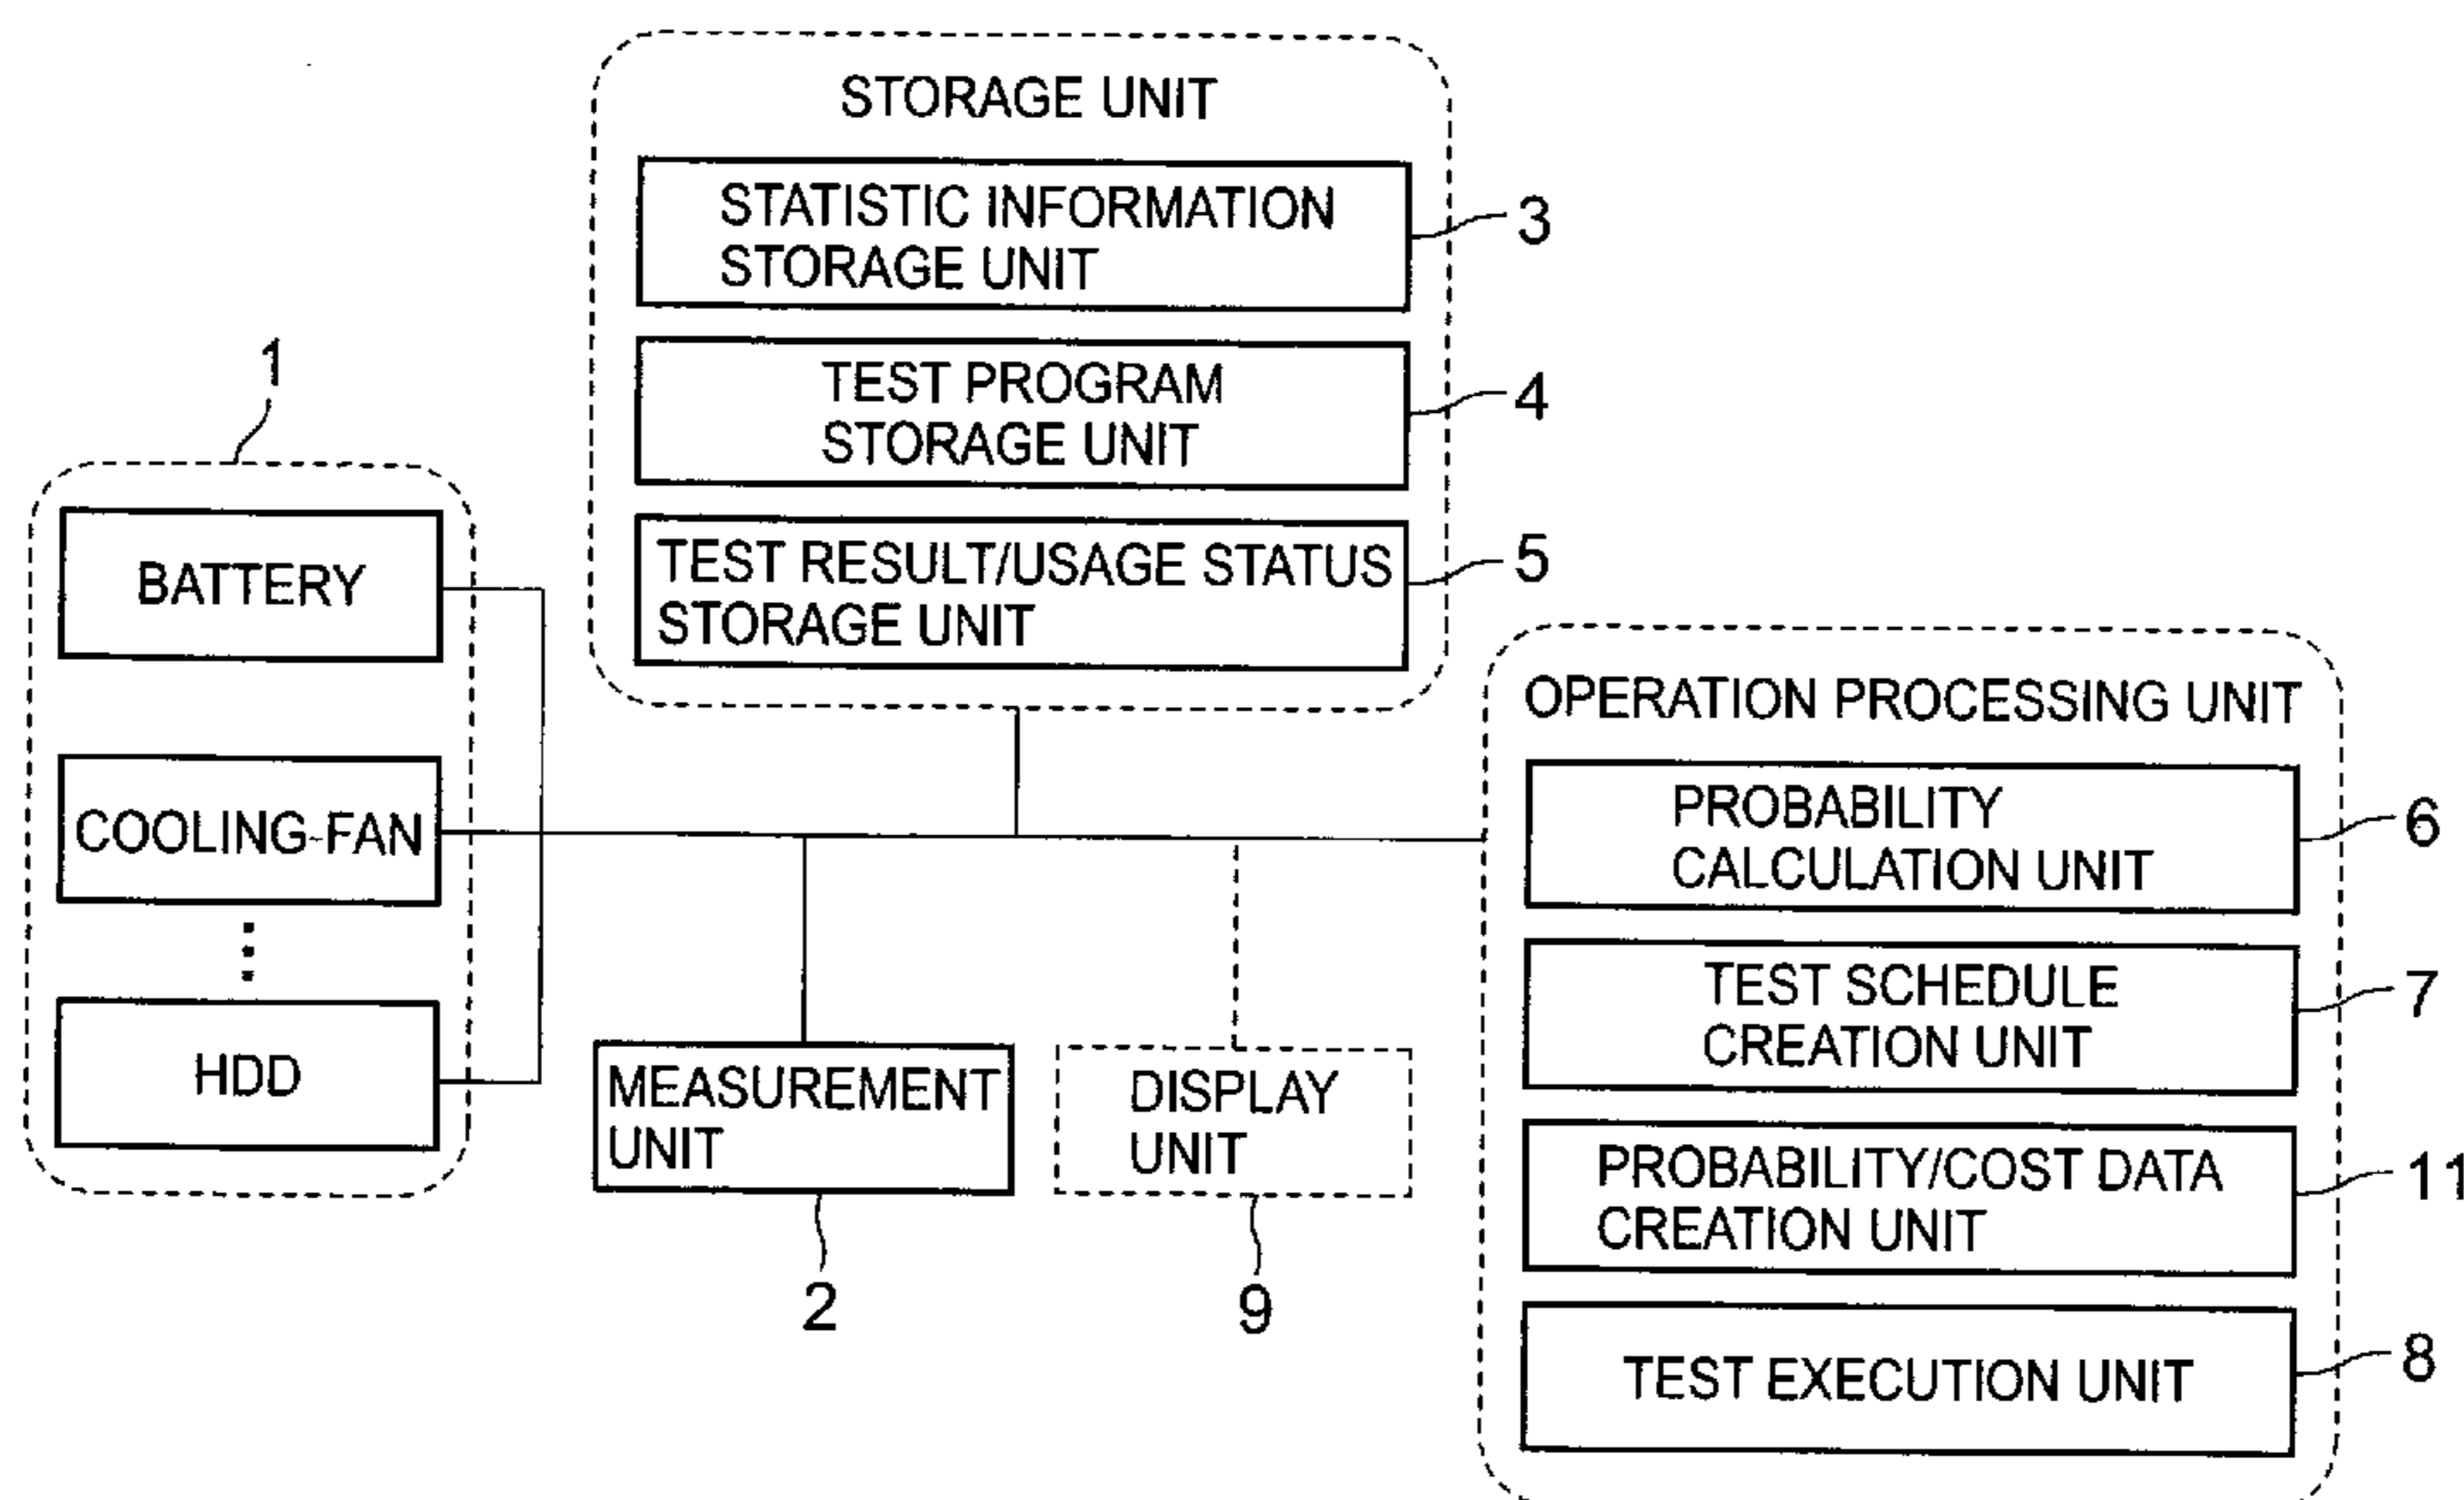 STORAGE UNIT
STATISTIC INFORMATION
STORAGE UNIT
3
TEST PROGRAM
STORAGE UNIT
4
TEST RESULT/USAGE STATUS
STORAGE UNIT
5
1
BATTERY
COOLING-FAN
HDD
MEASUREMENT
UNIT
2
DISPLAY
UNIT
9
OPERATION PROCESSING UNIT
PROBABILITY
CALCULATION UNIT
6
TEST SCHEDULE
CREATION UNIT
7
PROBABILITY/COST DATA
CREATION UNIT
11
TEST EXECUTION UNIT
8